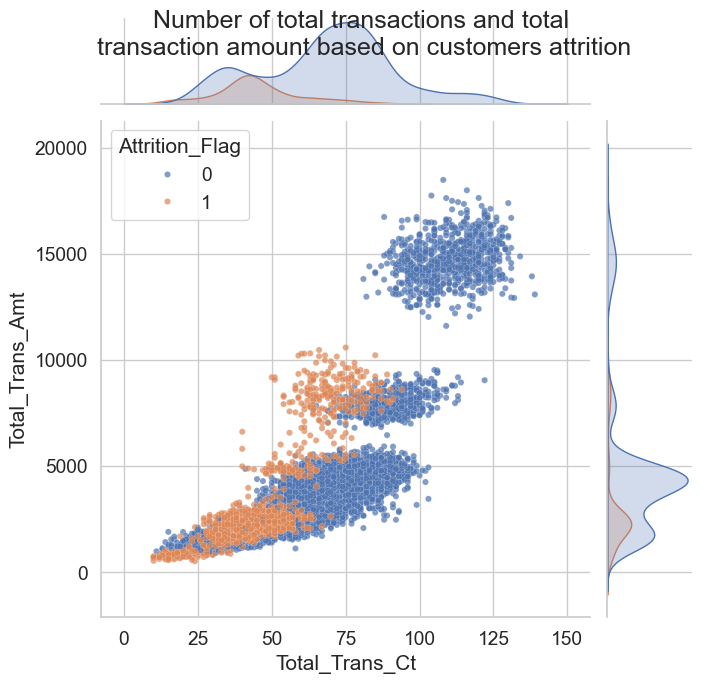 Number of total transactions and total
transaction amount based on customers attrition
Attrition_Flag
0
1
20000
15000
10000
5000
0
Total_Trans_Amt
0 25 50 75 100 125 150
Total_Trans_Ct